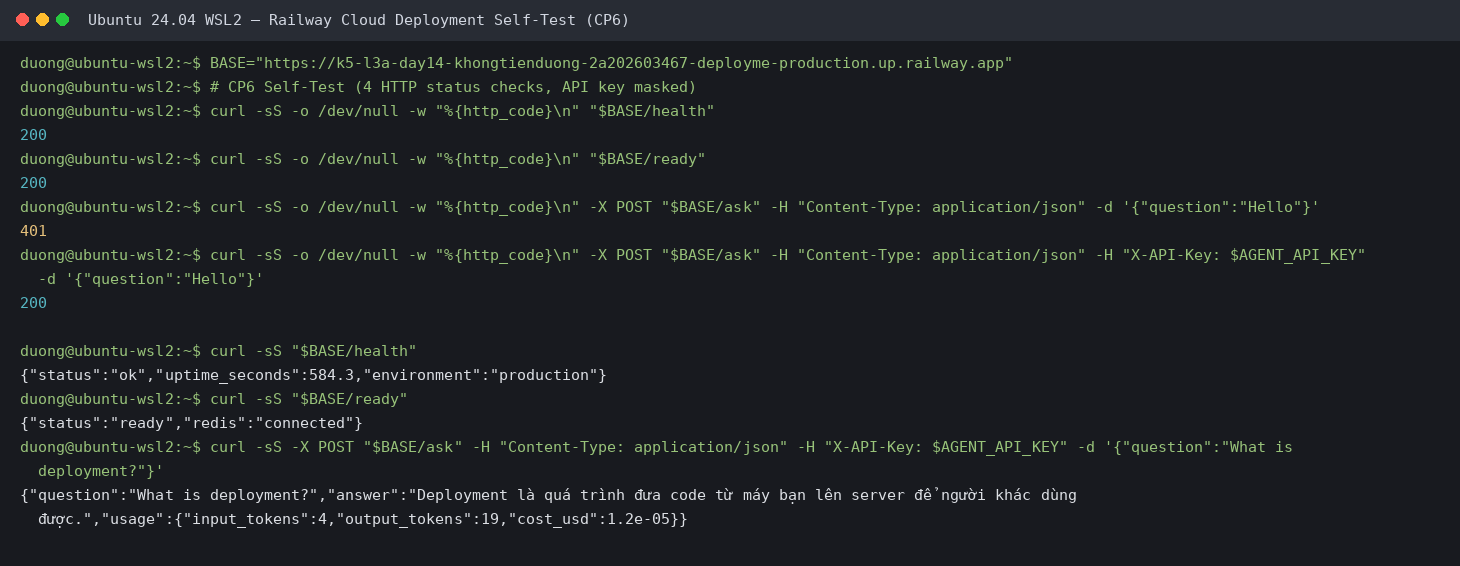 Ubuntu 24.04 WSL2 — Railway Cloud Deployment Self-Test (CP6)
duong@ubuntu-wsl2:~$ BASE="https://k5-l3a-day14-khongtienduong-2a202603467-deployme-production.up.railway.app"
duong@ubuntu-wsl2:~$ # CP6 Self-Test (4 HTTP status checks, API key masked)
duong@ubuntu-wsl2:~$ curl -sS -o /dev/null -w "%{http_code}\n" "$BASE/health"
200
duong@ubuntu-wsl2:~$ curl -sS -o /dev/null -w "%{http_code}\n" "$BASE/ready"
200
duong@ubuntu-wsl2:~$ curl -sS -o /dev/null -w "%{http_code}\n" -X POST "$BASE/ask" -H "Content-Type: application/json" -d '{"question":"Hello"}'
401
duong@ubuntu-wsl2:~$ curl -sS -o /dev/null -w "%{http_code}\n" -X POST "$BASE/ask" -H "Content-Type: application/json" -H "X-API-Key: $AGENT_API_KEY"
-d '{"question":"Hello"}'
200
duong@ubuntu-wsl2:~$ curl -sS "$BASE/health"
{"status":"ok","uptime_seconds":584.3,"environment":"production"}
duong@ubuntu-wsl2:~$ curl -sS "$BASE/ready"
{"status":"ready","redis":"connected"}
duong@ubuntu-wsl2:~$ curl -sS -X POST "$BASE/ask" -H "Content-Type: application/json" -H "X-API-Key: $AGENT_API_KEY" -d '{"question":"What is
deployment?"}'
{"question":"What is deployment?","answer":"Deployment là quá trình đưa code từ máy bạn lên server để người khác dùng
được.","usage":{"input_tokens":4,"output_tokens":19,"cost_usd":1.2e-05}}